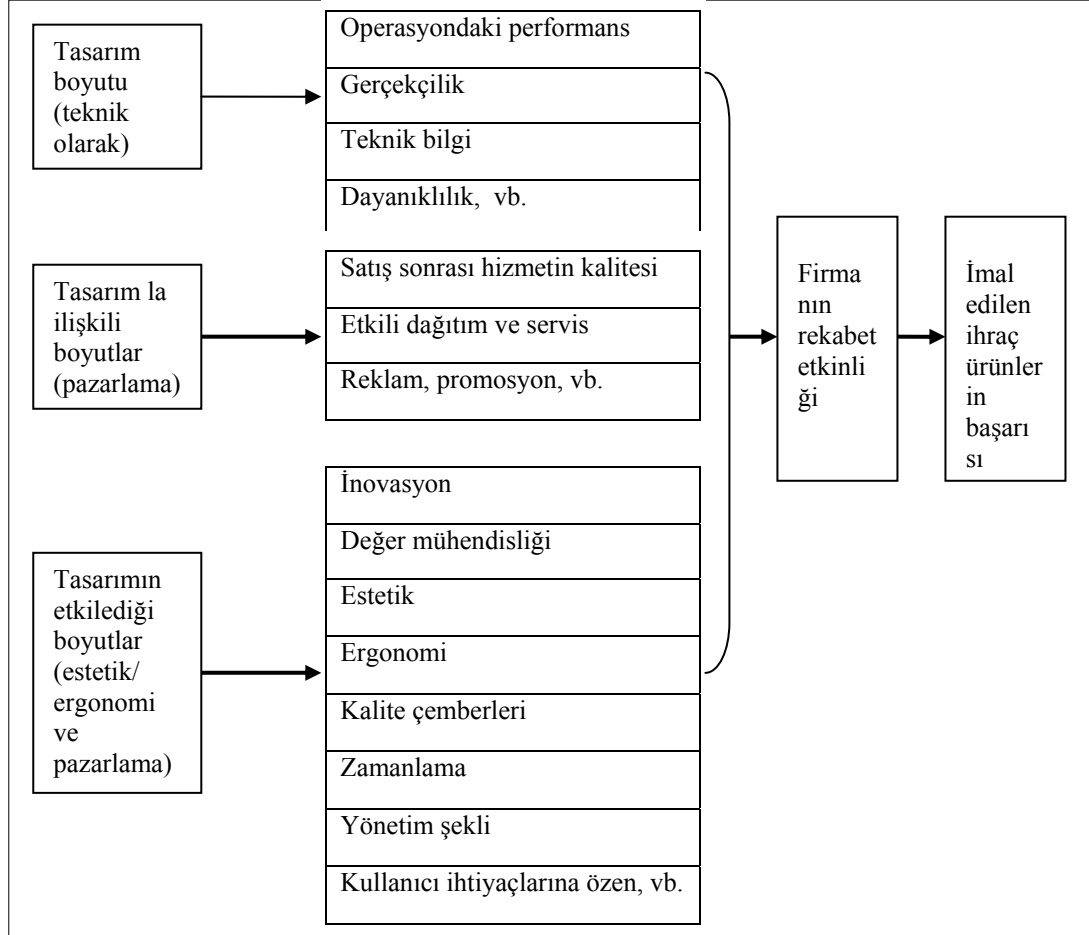 Tasarım
boyutu
(teknik
olarak)
Operasyondaki performans
Gerçekçilik
Teknik bilgi
Dayanıklılık, vb.
Tasarım la
ilişkili
boyutlar
(pazarlama)
Satış sonrası hizmetin kalitesi
Etkili dağıtım ve servis
Reklam, promosyon, vb.
Tasarımın
etkilediği
boyutlar
(estetik/
ergonomi
ve
pazarlama)
İnovasyon
Değer mühendisliği
Estetik
Ergonomi
Kalite çemberleri
Zamanlama
Yönetim şekli
Kullanıcı ihtiyaçlarına özen, vb.
Firma
nın
rekabet
etkinli
ği
İmal
edilen
ihraç
ürünler
in
başarı
sı